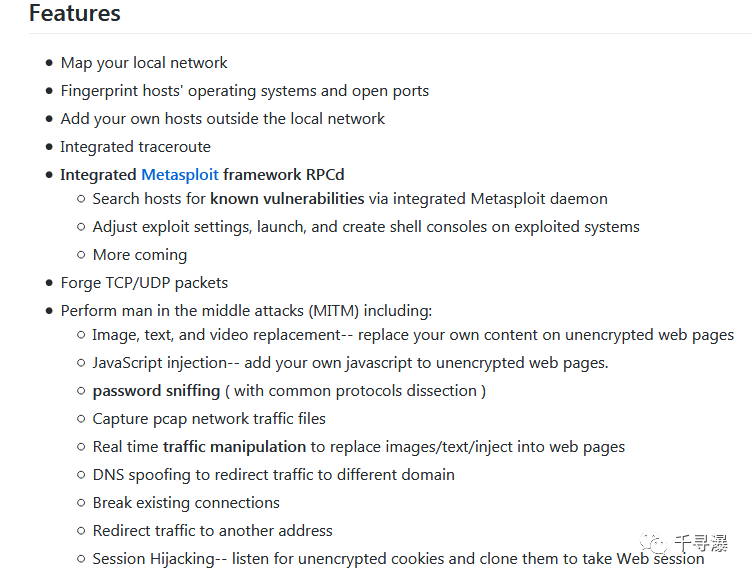 Features
Map your local network
Fingerprint hosts' operating systems and open ports
Add your own hosts outside the local network
Integrated traceroute
Integrated Metasploit framework RPCd
Search hosts for known vulnerabilities via integrated Metasploit daemon
Adjust exploit settings, launch, and create shell consoles on exploited systems
More coming
Forge TCP/UDP packets
Perform man in the middle attacks (MITM) including:
Image, text, and video replacement-- replace your own content on unencrypted web pages
JavaScript injection-- add your own javascript to unencrypted web pages.
password sniffing ( with common protocols dissection )
Capture pcap network traffic files
Real time traffic manipulation to replace images/text/inject into web pages
DNS spoofing to redirect traffic to different domain
Break existing connections
Redirect traffic to another address
Session Hijacking-- listen for unencrypted cookies and clone them to take Web session
千寻瀑